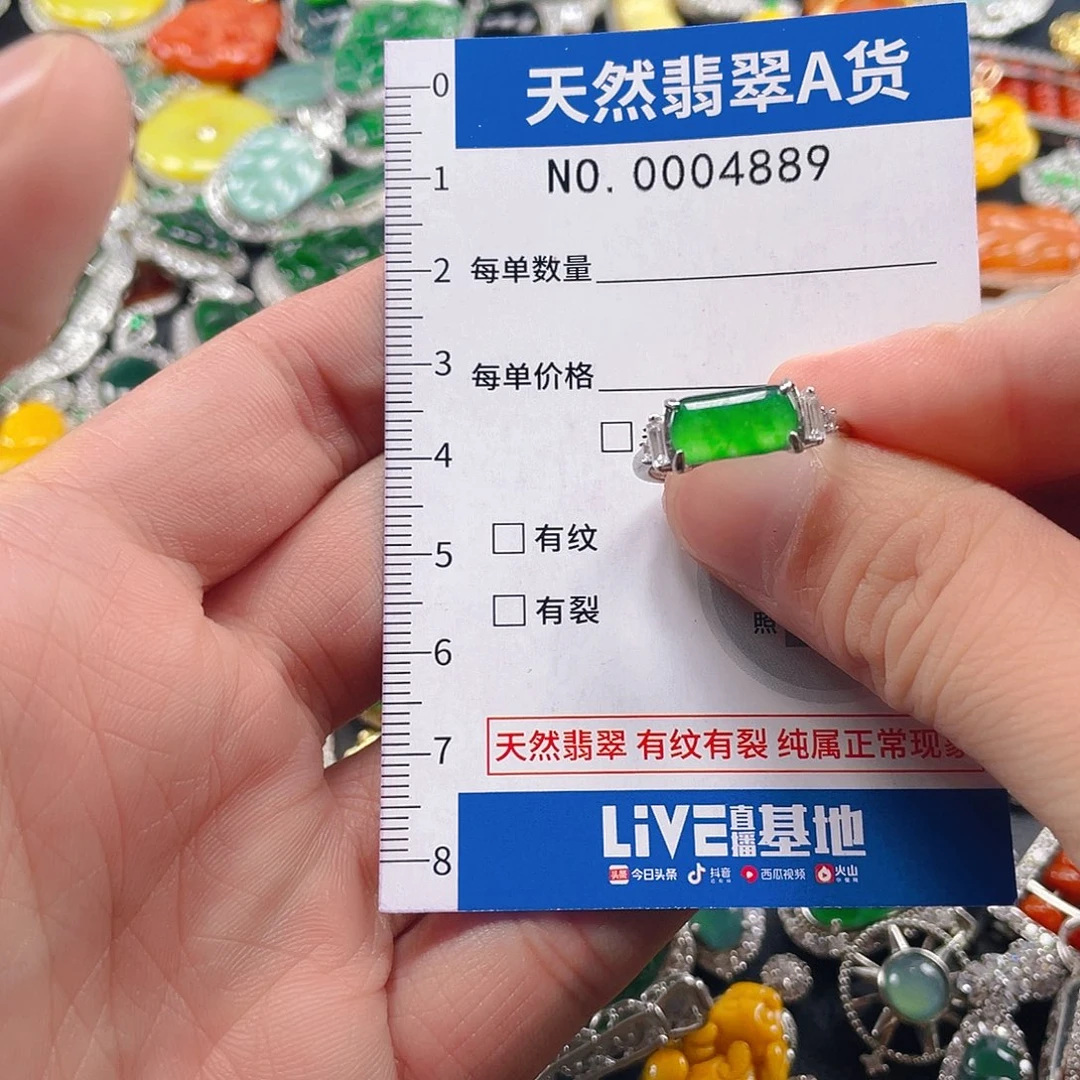 天然翡翠A货
NO. 0004889
0
1
2
3
4
5
6
7
8
每单数量
每单价格
有纹
有裂
照
天然翡翠 有纹有裂 纯属正常现象
LiVE直播基地
头条 今日头条 抖音 西瓜视频 火山